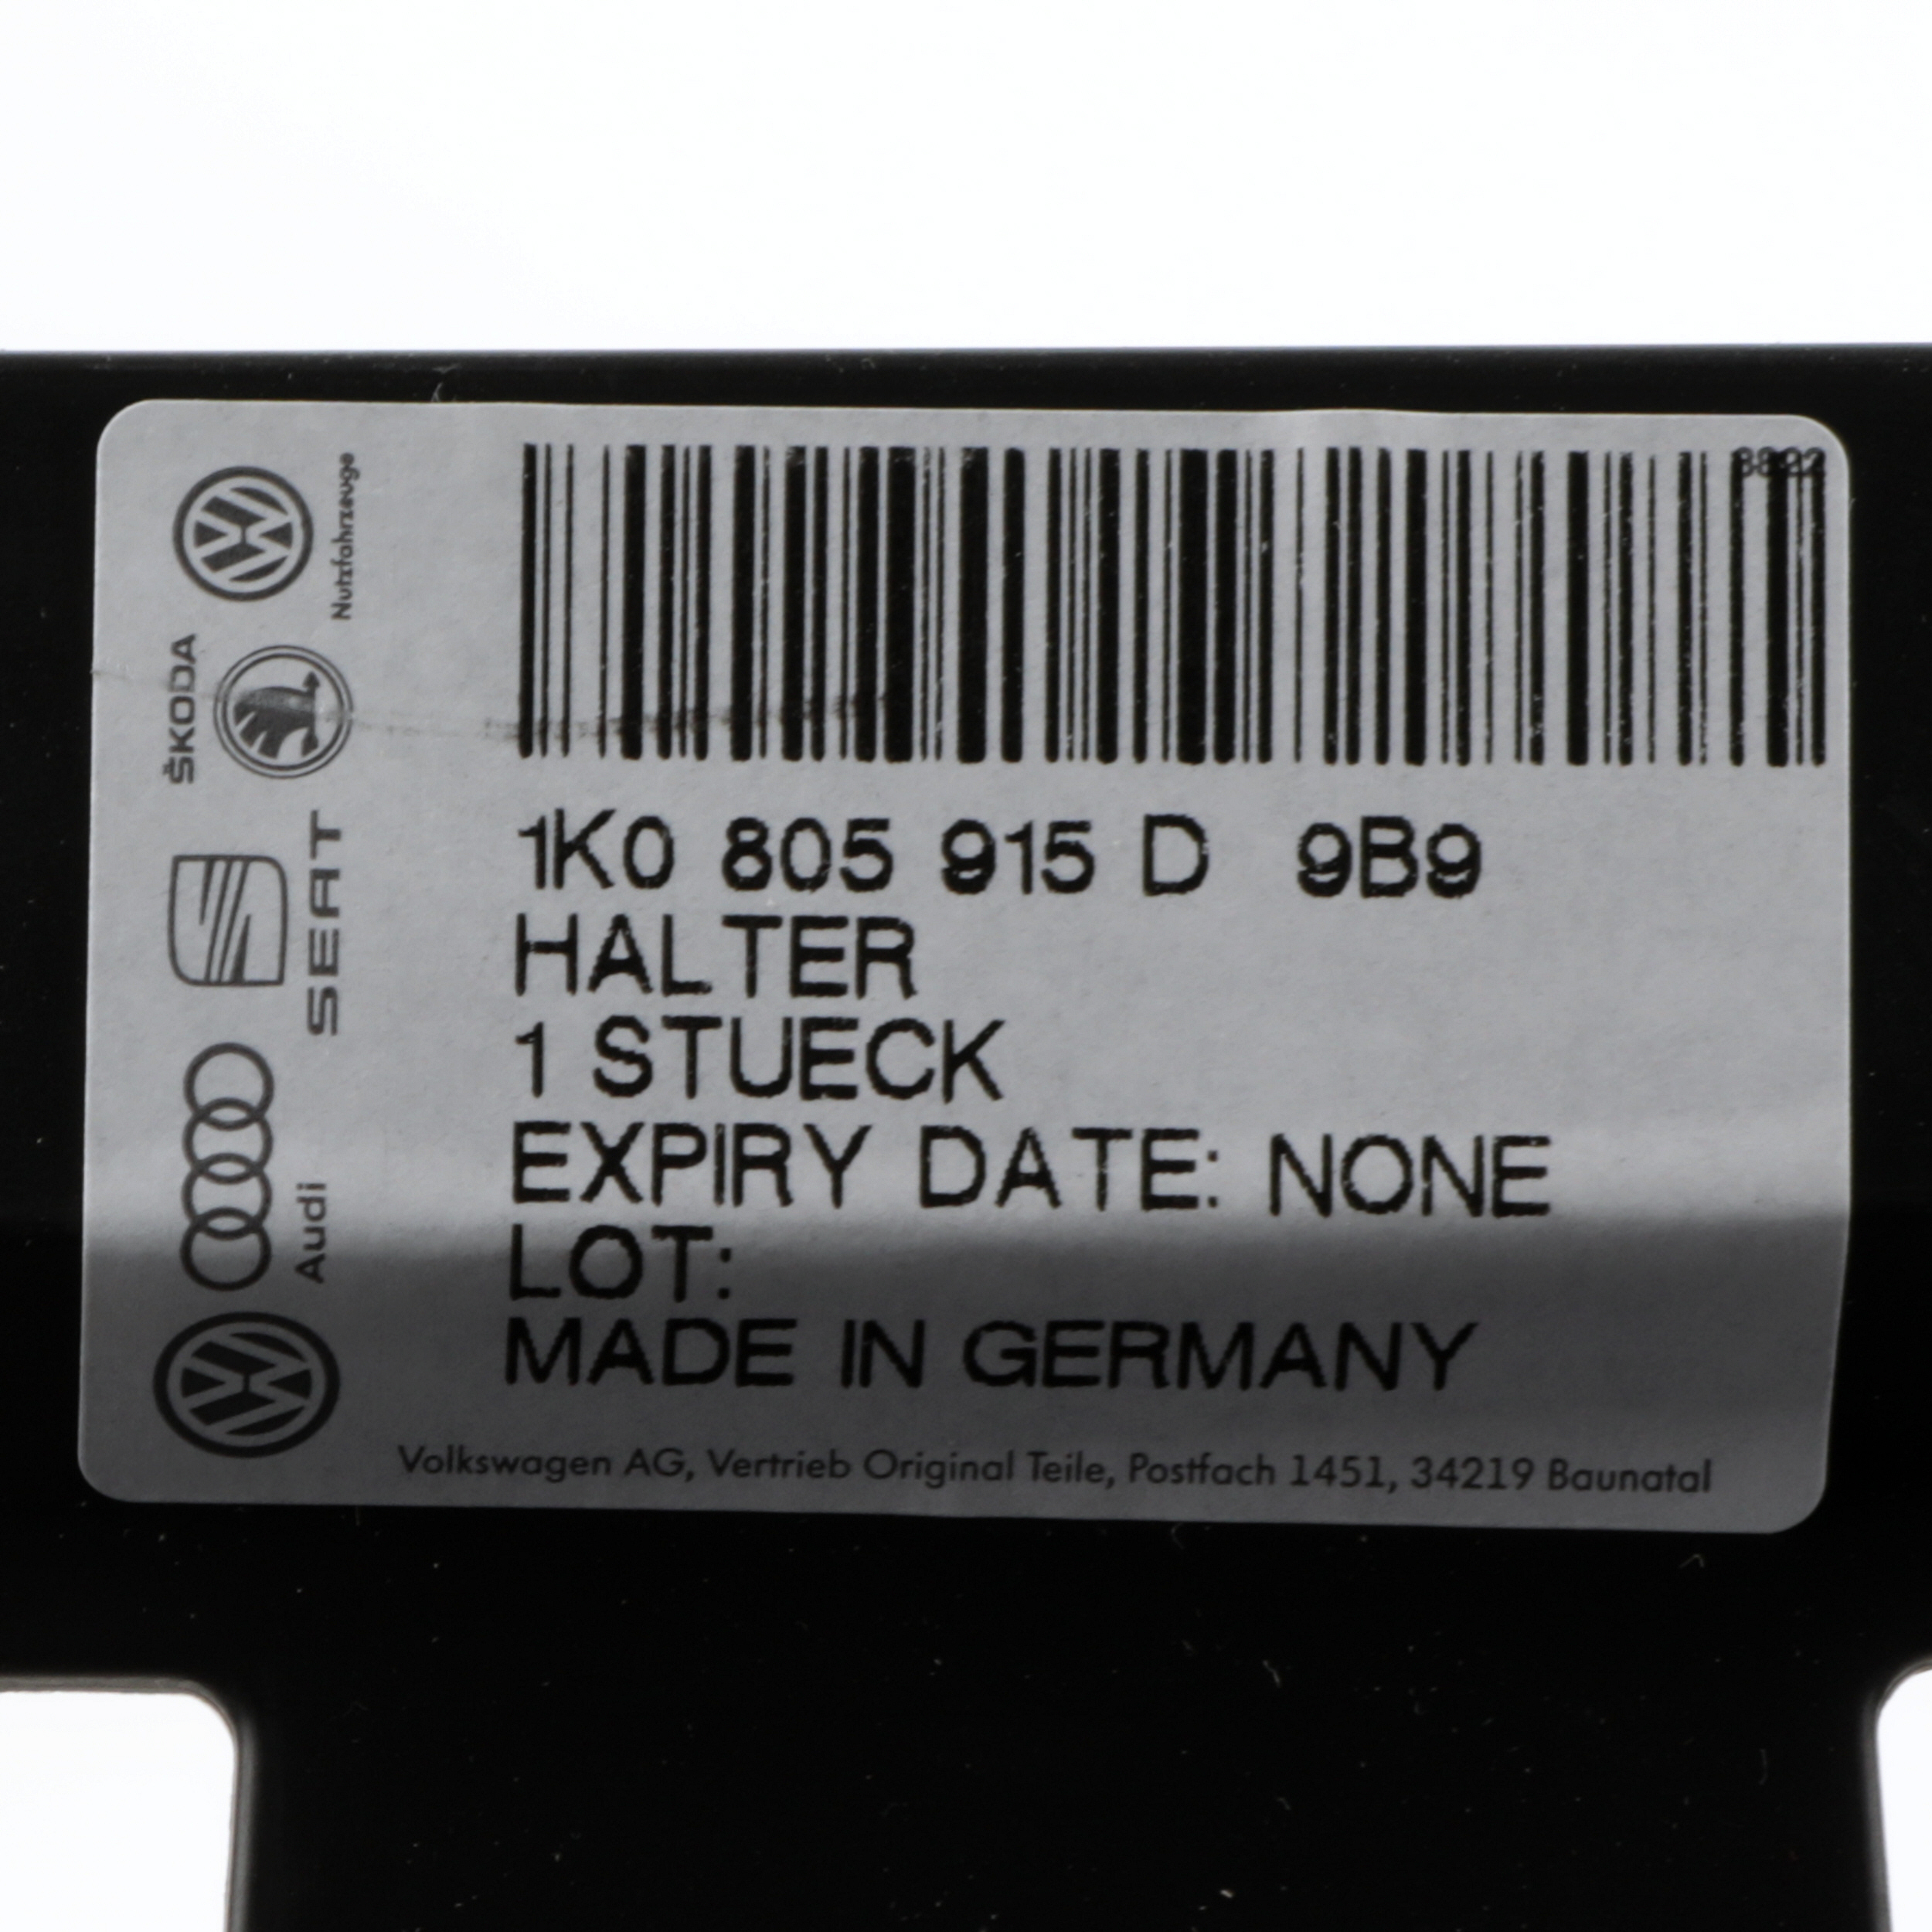 1K0 805 915 D 9B9
HALTER
1 STUECK
EXPIRY DATE: NONE
LOT:
MADE IN GERMANY
Volkswagen AG, Vertrieb Original Teile, Postfach 1451, 34219 Baunatal
Nutzfahrzeuge
ŠKODA
SEAT
Audi